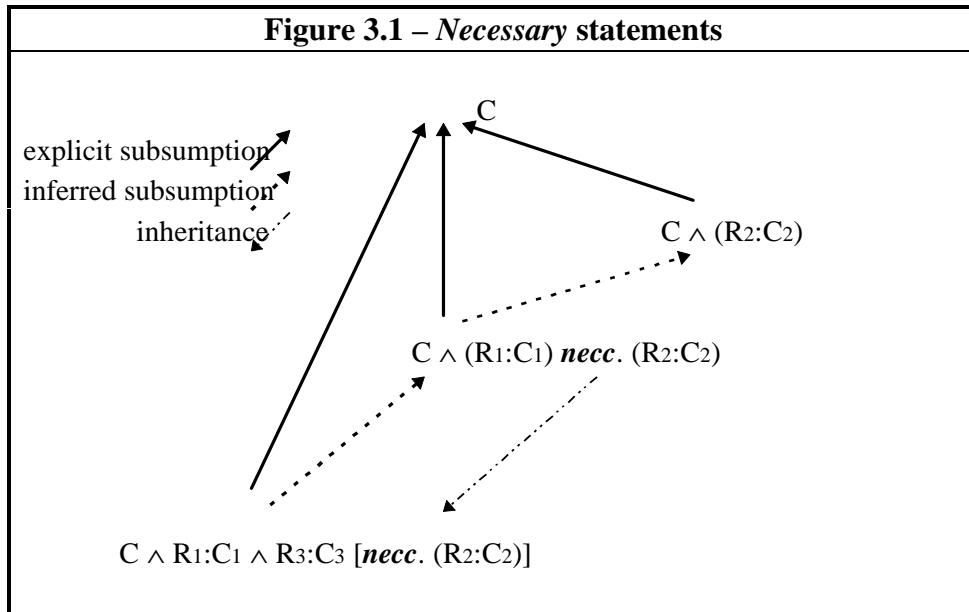 Figure 3.1 – Necessary statements
C
explicit subsumption
inferred subsumption
inheritance
C ∧ (R2:C2)
C ∧ (R1:C1) necc. (R2:C2)
C ∧ R1:C1 ∧ R3:C3 [necc. (R2:C2)]